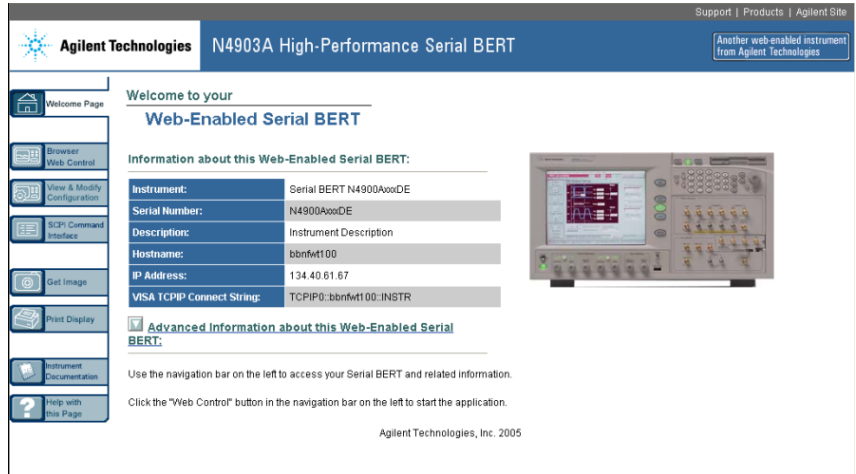 Support | Products | Agilent Site
Agilent Technologies
N4903A High-Performance Serial BERT
Another web-enabled instrument
from Agilent Technologies
Welcome Page
Browser
Web Control
View & Modify
Configuration
SCPI Command
Interface
Get Image
Print Display
Instrument
Documentation
Help with
this Page
Welcome to your
Web-Enabled Serial BERT
Information about this Web-Enabled Serial BERT:
Instrument: Serial BERT N4900AxxxDE
Serial Number: N4900AxxxDE
Description: Instrument Description
Hostname: bbnfwt100
IP Address: 134.40.61.67
VISA TCPIP Connect String: TCPIP0::bbnfwt100::INSTR
Advanced Information about this Web-Enabled Serial
BERT:
Use the navigation bar on the left to access your Serial BERT and related information.
Click the "Web Control" button in the navigation bar on the left to start the application.
Agilent Technologies, Inc. 2005